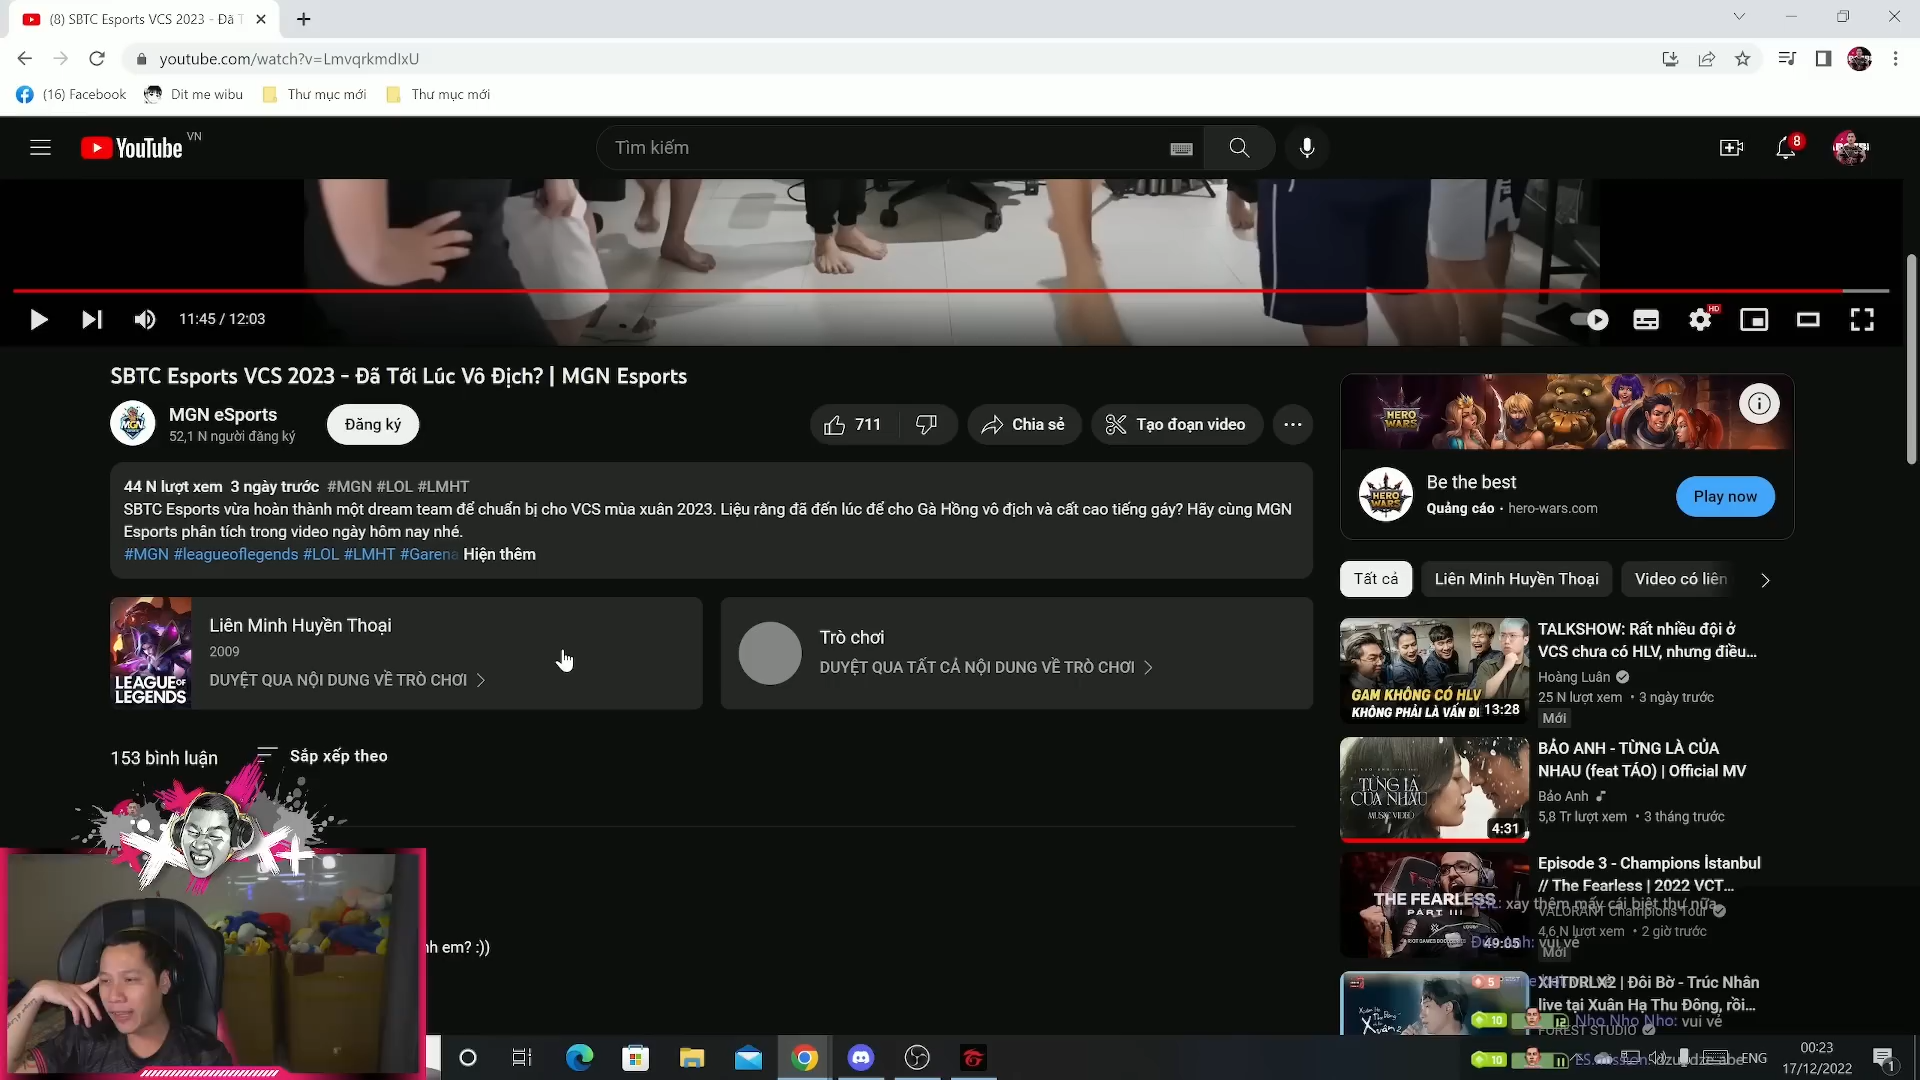 (8) SBTC Esports VCS 2023 - Đã T
youtube.com/watch?v=LmvqrkmdlxU
(16) Facebook
Dit me wibu
Thư mục mới
Thư mục mới
YouTube VN
Tìm kiếm
8
11:45 / 12:03
HD
SBTC Esports VCS 2023 - Đã Tới Lúc Vô Địch? | MGN Esports
MGN eSports
52,1 N người đăng ký
Đăng ký
711
Chia sẻ
Tạo đoạn video
44 N lượt xem 3 ngày trước #MGN #LOL #LMHT
SBTC Esports vừa hoàn thành một dream team để chuẩn bị cho VCS mùa xuân 2023. Liệu rằng đã đến lúc để cho Gà Hồng vô địch và cất cao tiếng gáy? Hãy cùng MGN
Esports phân tích trong video ngày hôm nay nhé.
#MGN #leagueoflegends #LOL #LMHT #Garena Hiện thêm
LEAGUE OF
LEGENDS
Liên Minh Huyền Thoại
2009
DUYỆT QUA NỘI DUNG VỀ TRÒ CHƠI
Trò chơi
DUYỆT QUA TẤT CẢ NỘI DUNG VỀ TRÒ CHƠI
153 bình luận
Sắp xếp theo
nh em? :))
HERO
WARS
HERO
WARS
Be the best
Quảng cáo · hero-wars.com
Play now
Tất cả
Liên Minh Huyền Thoại
Video có liên
GAM KHÔNG CÓ HLV
KHÔNG PHẢI LÀ VẤN ĐỀ
13:28
TALKSHOW: Rất nhiều đội ở
VCS chưa có HLV, nhưng điều...
Hoàng Luân
25 N lượt xem • 3 ngày trước
Mới
TỪNG LÀ
CỦA NHAU
MUSIC VIDEO
4:31
BẢO ANH - TỪNG LÀ CỦA
NHAU (feat TÁO) | Official MV
Bảo Anh
5,8 Tr lượt xem • 3 tháng trước
THE FEARLESS
PART III
49:05
Episode 3 - Champions İstanbul
// The Fearless | 2022 VCT...
xay thêm mấy cái biệt thự nữa
VALORANT Champions Tour
4,6 N lượt xem • 2 giờ trước
Đức Anh: vui vẻ
Mới
5
XHTDRLX2 | Đôi Bờ - Trúc Nhân
live tại Xuân Hạ Thu Đông, rồi...
10
Nho Nho Nho: vui vẻ
FOREST STUDIO
10
ENG
00:23
17/12/2022
1